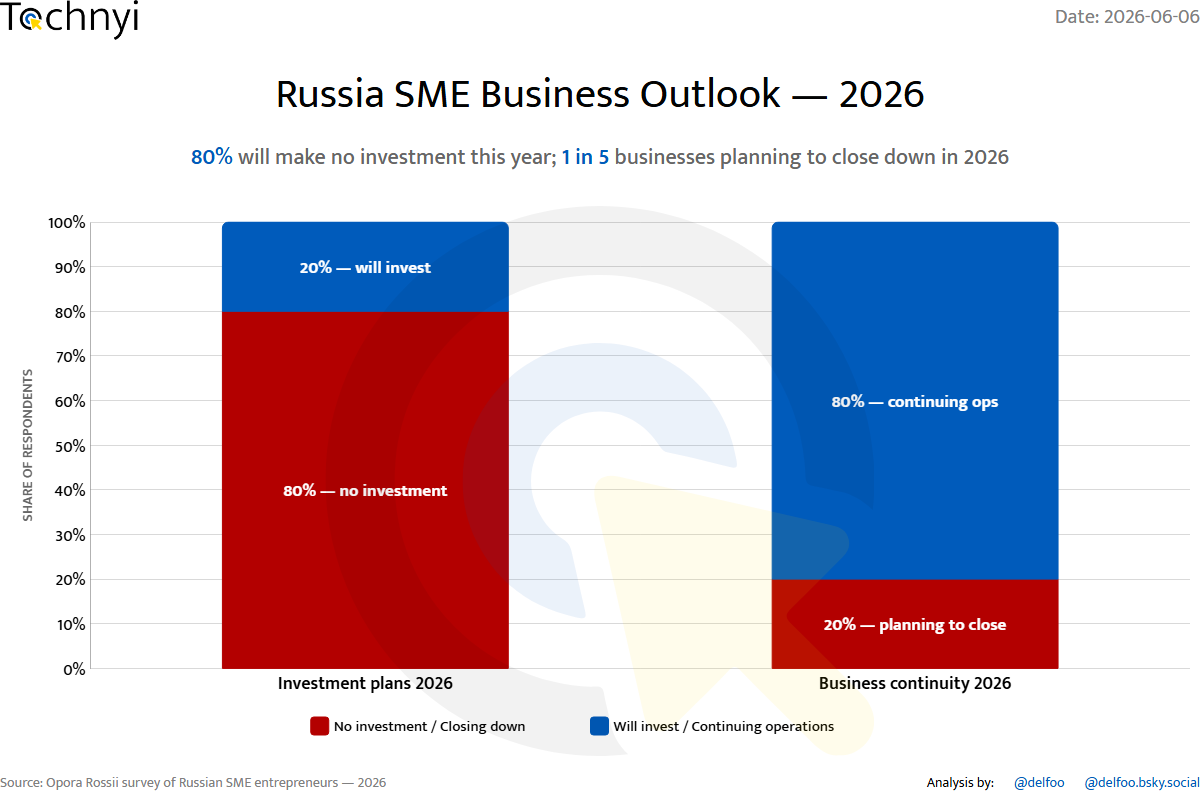 Tochnyi
Date: 2026-06-06
Russia SME Business Outlook — 2026
80% will make no investment this year; 1 in 5 businesses planning to close down in 2026
SHARE OF RESPONDENTS
100%
90%
80%
70%
60%
50%
40%
30%
20%
10%
0%
20% — will invest
80% — no investment
80% — continuing ops
20% — planning to close
Investment plans 2026
Business continuity 2026
No investment / Closing down
Will invest / Continuing operations
Source: Opora Rossii survey of Russian SME entrepreneurs — 2026
Analysis by: @delfoo @delfoo.bsky.social